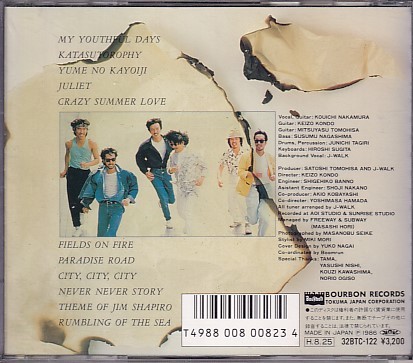 MY YOUTHFUL DAYS
KATASUTOROPHY
YUME NO KAYOIJI
JULIET
CRAZY SUMMER LOVE
Vocal, Guitar: KOUICHI NAKAMURA
Guitar: KEIZO KONDO
Guitar: MITSUYASU TOMOHISA
Bass: SUSUMU NAGASHIMA
Drums, Percussion: JUNICHI TAGIRI
Keyboards: HIROSHI SUGITA
Background Vocal: J-WALK
Producer: SATOSHI TOMOHISA AND J-WALK
Director: KEIZO KONDO
Engineer: SHIGEHIKO BANNO
Asistent Engineer: SHOJI NAKANO
Co-producer: AKIO KOBAYASHI
Co-director: YOSHIMASA HAMADA
All tuner arranged by J-WALK
Recorded at AOI STUDIO & SUNRISE STUDIO
Managed by FREEWAY & SUBWAY
(MASASHI HORI)
Photographed by MASANOBU SEIKE
Stylist by MIKI MORI
Cover Design by YUKO NAGAI
Co-ordinated by Boomrun
Special Thanks: TAMA,
YASUSHI NISHI,
KOUZI KAWASHIMA,
NORIO OGISO
FIELDS ON FIRE
PARADISE ROAD
CITY, CITY, CITY
NEVER NEVER STORY
THEME OF JIM SHAPIRO
RUMBLING OF THE SEA
T4988 008 00823 4
BOURBON RECORDS
TOKUMA JAPAN CORPORATION
MADE IN JAPAN Ⓟ1988
H.8.25
32BTC-122 ¥3,200